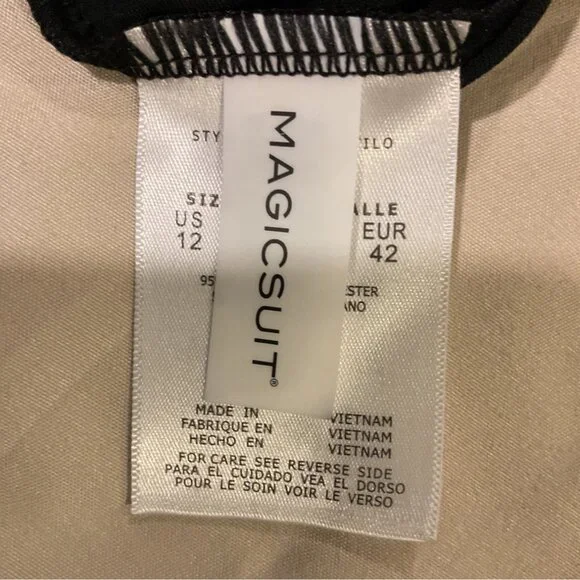 MAGICSUIT®
STY ILO
SIZ ALLE
US EUR
12 42
95 STER
ANO
MADE IN VIETNAM
FABRIQUE EN VIETNAM
HECHO EN VIETNAM
FOR CARE SEE REVERSE SIDE
PARA EL CUIDADO VEA EL DORSO
POUR LE SOIN VOIR LE VERSO